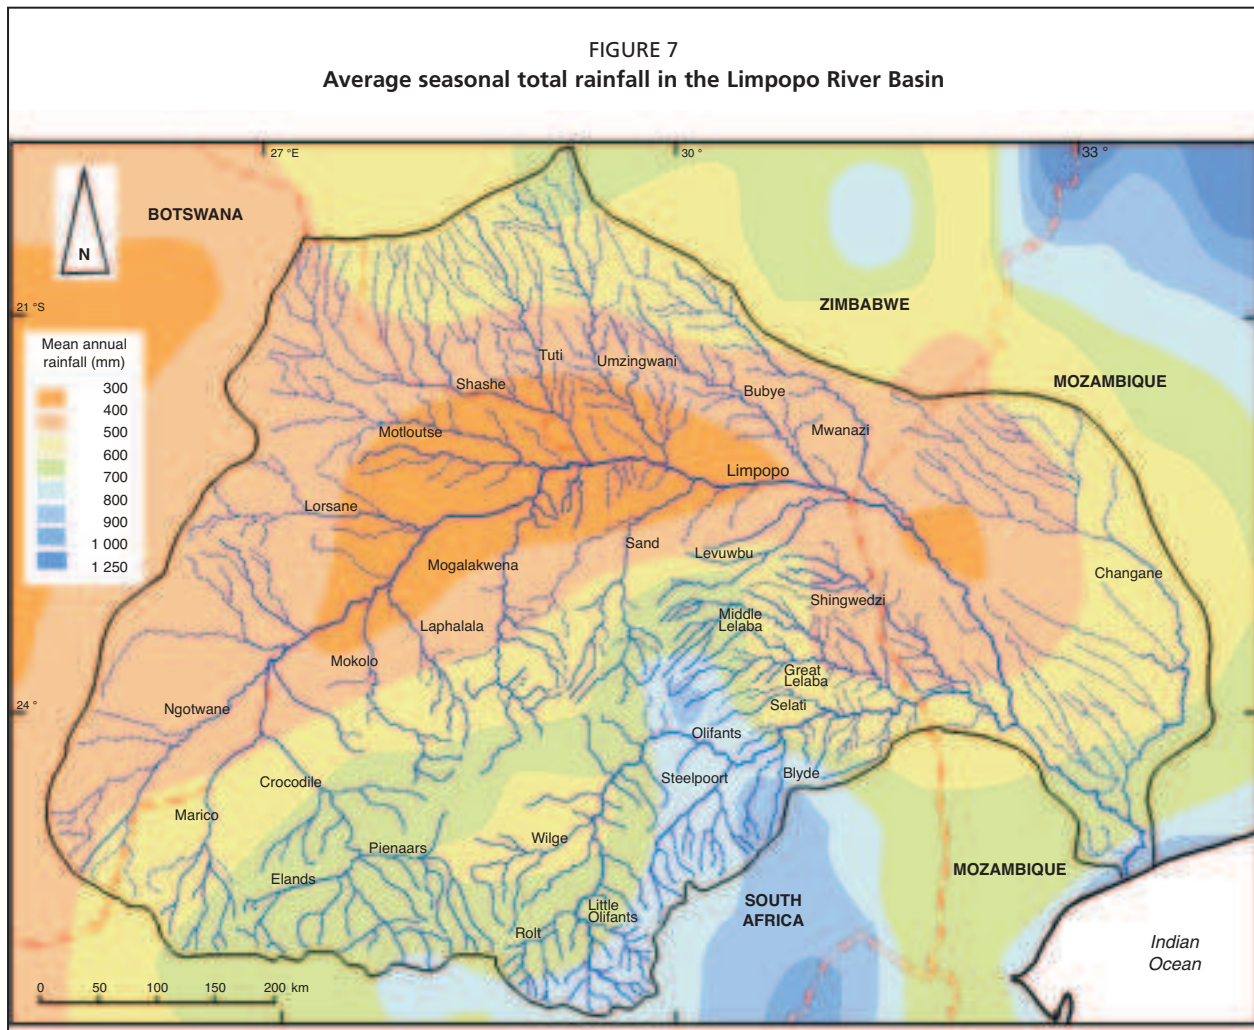 FIGURE 7
Average seasonal total rainfall in the Limpopo River Basin
27 °E
30 °
33 °
BOTSWANA
N
ZIMBABWE
21 °S
Mean annual
rainfall (mm)
300
400
500
600
700
800
900
1 000
1 250
MOZAMBIQUE
Tuti
Umzingwani
Shashe
Bubye
Motloutse
Mwanazi
Limpopo
Lorsane
Sand
Levuwbu
Mogalakwena
Changane
Shingwedzi
Middle
Lelaba
Laphalala
Mokolo
Great
Lelaba
24 °
Ngotwane
Selati
Olifants
Steelpoort
Blyde
Crocodile
Marico
Wilge
Pienaars
MOZAMBIQUE
Elands
SOUTH
AFRICA
Little
Olifants
Rolt
Indian
Ocean
0 50 100 150 200 km